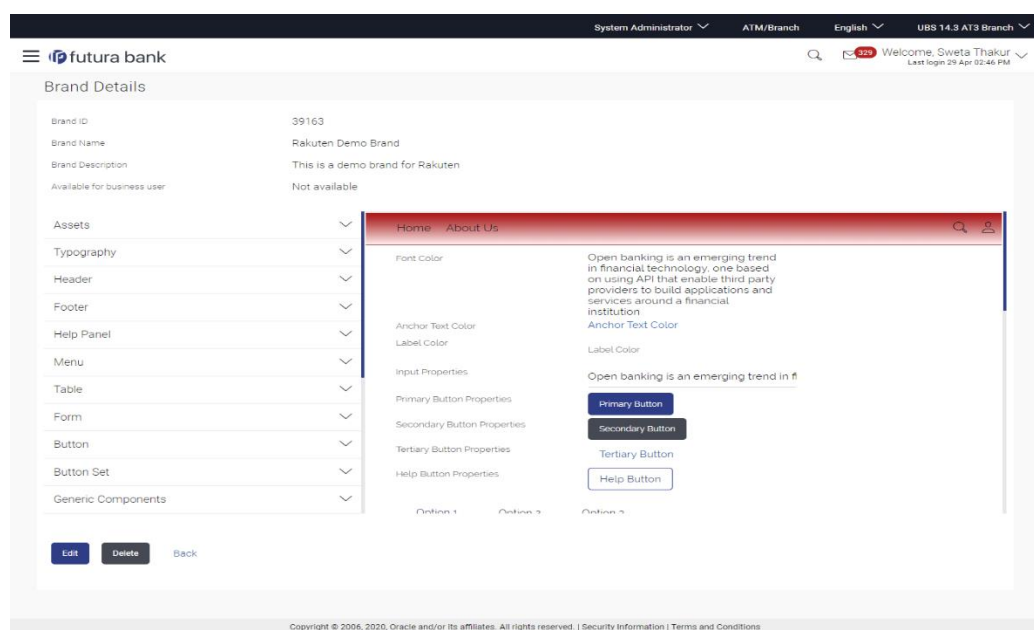 System Administrator ATM/Branch English UBS 14.3 AT3 Branch
futura bank 329 Welcome, Sweta Thakur
Last login 29 Apr 02:46 PM
Brand Details
Brand ID 39163
Brand Name Rakuten Demo Brand
Brand Description This is a demo brand for Rakuten
Available for business user Not available
Assets
Typography
Header
Footer
Help Panel
Menu
Table
Form
Button
Button Set
Generic Components
Home About Us
Font Color Open banking is an emerging trend
in financial technology, one based
on using API that enable third party
providers to build applications and
services around a financial
institution
Anchor Text Color Anchor Text Color
Label Color Label Color
Input Properties Open banking is an emerging trend in
Primary Button Properties Primary Button
Secondary Button Properties Secondary Button
Tertiary Button Properties Tertiary Button
Help Button Properties Help Button
Option 1 Option 2 Option 3
Edit Delete Back
Copyright © 2006, 2020, Oracle and/or its affiliates. All rights reserved. | Security Information | Terms and Conditions